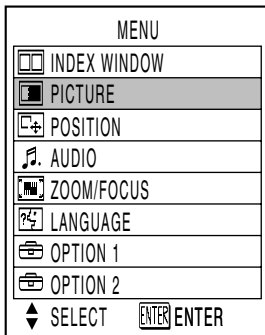 MENU
INDEX WINDOW
PICTURE
POSITION
AUDIO
ZOOM/FOCUS
LANGUAGE
OPTION 1
OPTION 2
SELECT ENTER ENTER